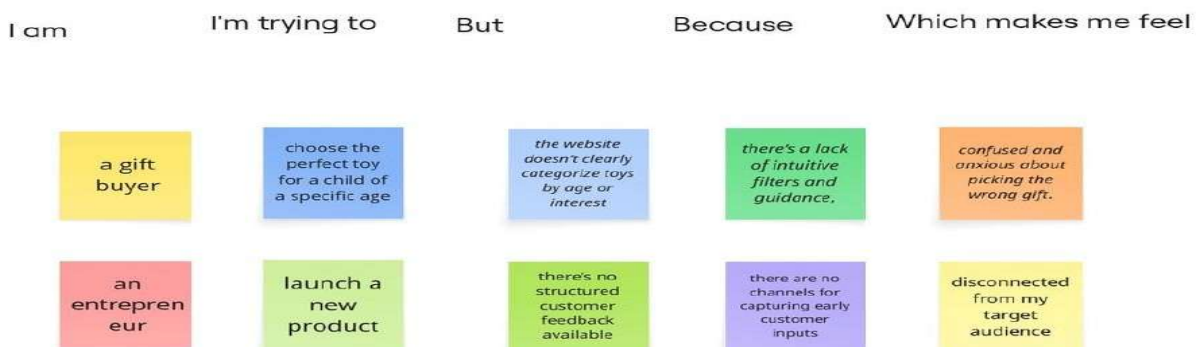 I am
I'm trying to
But
Because
Which makes me feel
a gift
buyer
choose the
perfect toy
for a child of
a specific age
the website
doesn't clearly
categorize toys
by age or
interest
there's a lack
of intuitive
filters and
guidance.
confused and
anxious about
picking the
wrong gift.
an
entrepren
eur
launch a
new
product
there's no
structured
customer
feedback
available
there are no
channels for
capturing early
customer
inputs
disconnected
from my
target
audience